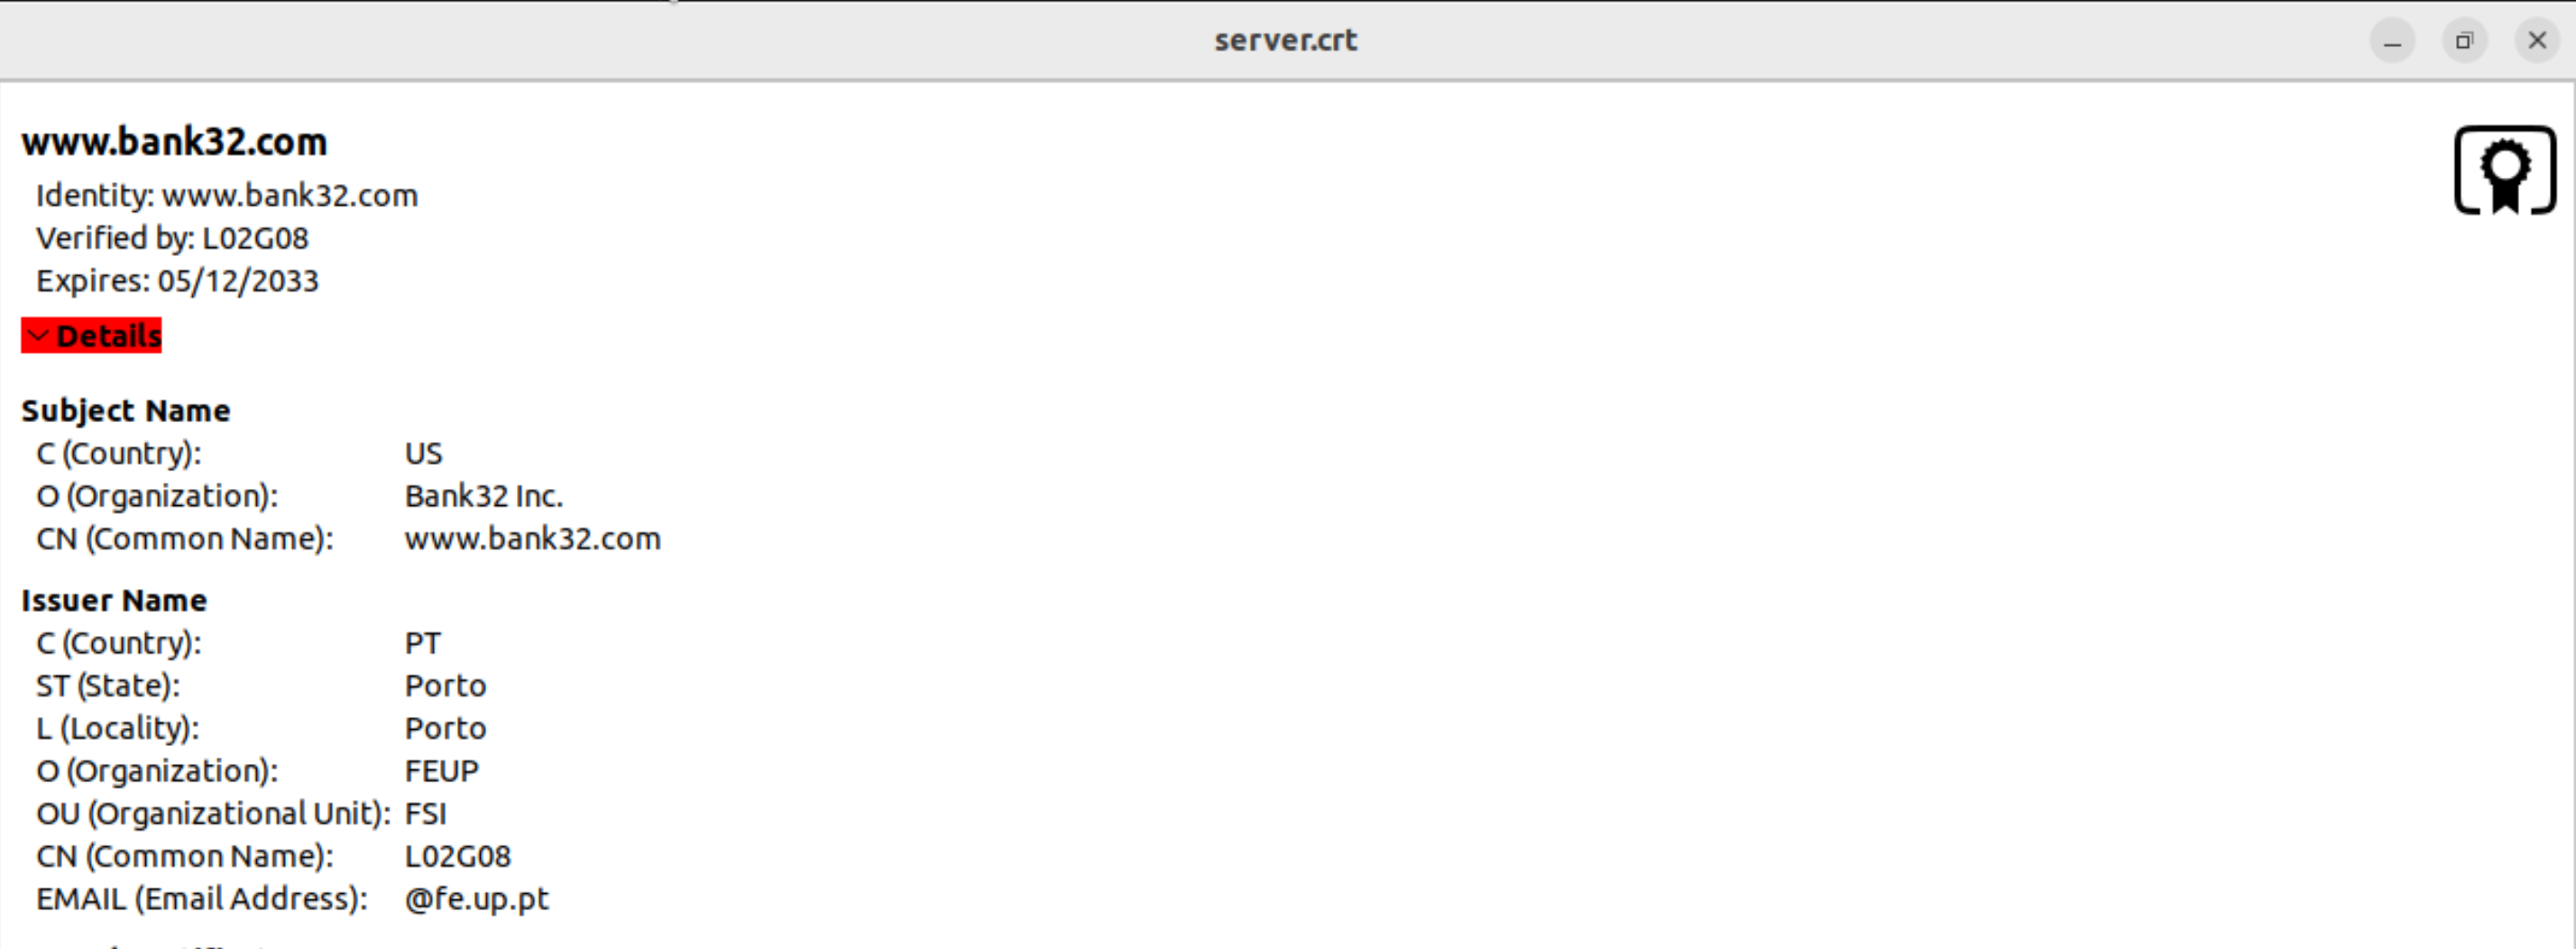 server.crt
www.bank32.com
Identity: www.bank32.com
Verified by: L02G08
Expires: 05/12/2033
Details
Subject Name
C (Country): US
O (Organization): Bank32 Inc.
CN (Common Name): www.bank32.com
Issuer Name
C (Country): PT
ST (State): Porto
L (Locality): Porto
O (Organization): FEUP
OU (Organizational Unit): FSI
CN (Common Name): L02G08
EMAIL (Email Address): @fe.up.pt